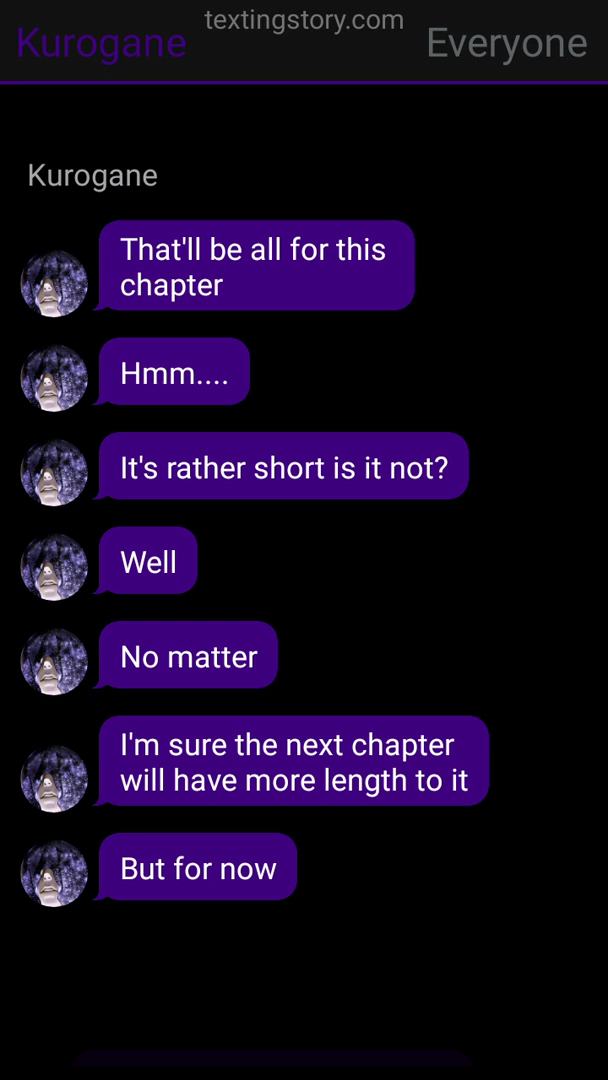 textingstory.com
Kurogane
Everyone
Kurogane
That'll be all for this
chapter
Hmm....
It's rather short is it not?
Well
No matter
I'm sure the next chapter
will have more length to it
But for now